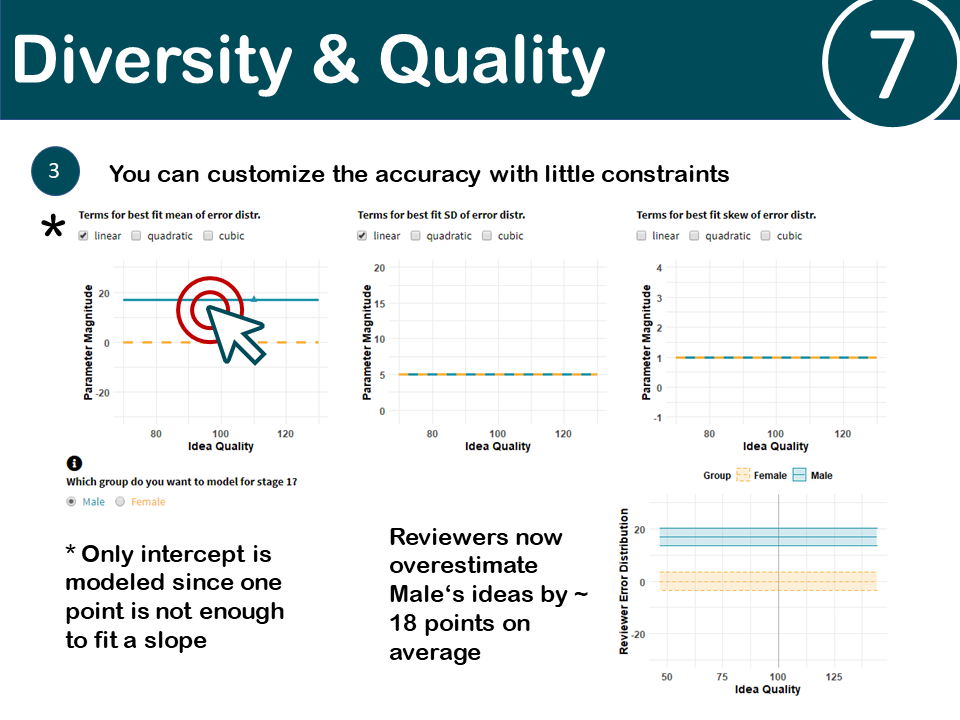 Diversity & Quality
7
3
You can customize the accuracy with little constraints
*
Terms for best fit mean of error distr.
linear quadratic cubic
Parameter Magnitude
20
0
-20
80 100 120
Idea Quality
Terms for best fit SD of error distr.
linear quadratic cubic
Parameter Magnitude
20
15
10
5
0
80 100 120
Idea Quality
Terms for best fit skew of error distr.
linear quadratic cubic
Parameter Magnitude
4
3
2
1
0
-1
80 100 120
Idea Quality
Which group do you want to model for stage 1?
Male Female
* Only intercept is
modeled since one
point is not enough
to fit a slope
Reviewers now
overestimate
Male‘s ideas by ~
18 points on
average
Group Female Male
Reviewer Error Distribution
20
0
-20
50 75 100 125
Idea Quality